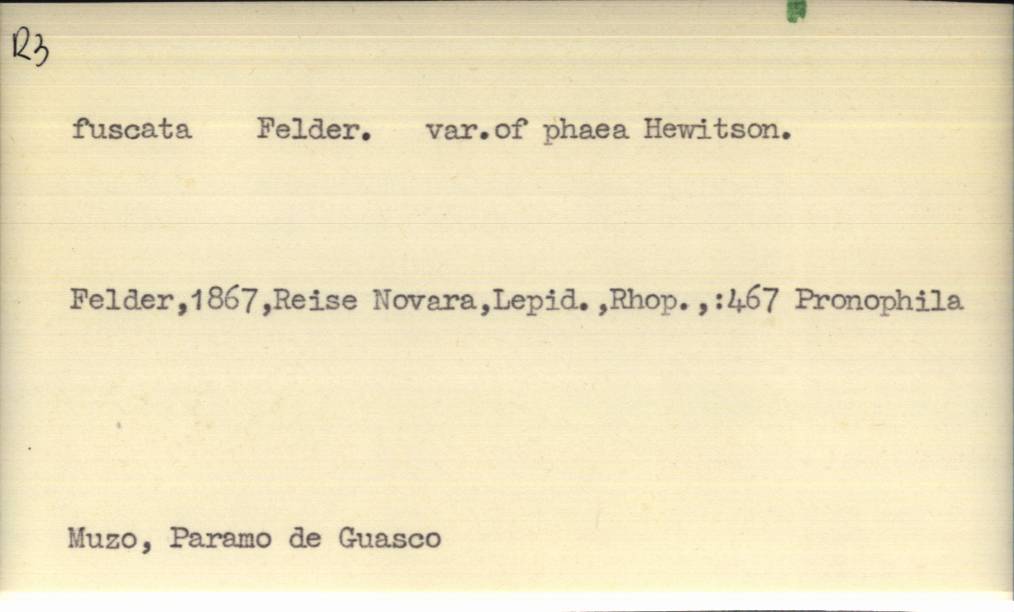 R3
fuscata Felder. var.of phaea Hewitson.
Felder,1867,Reise Novara,Lepid.,Rhop.,:467 Pronophila
Muzo, Paramo de Guasco